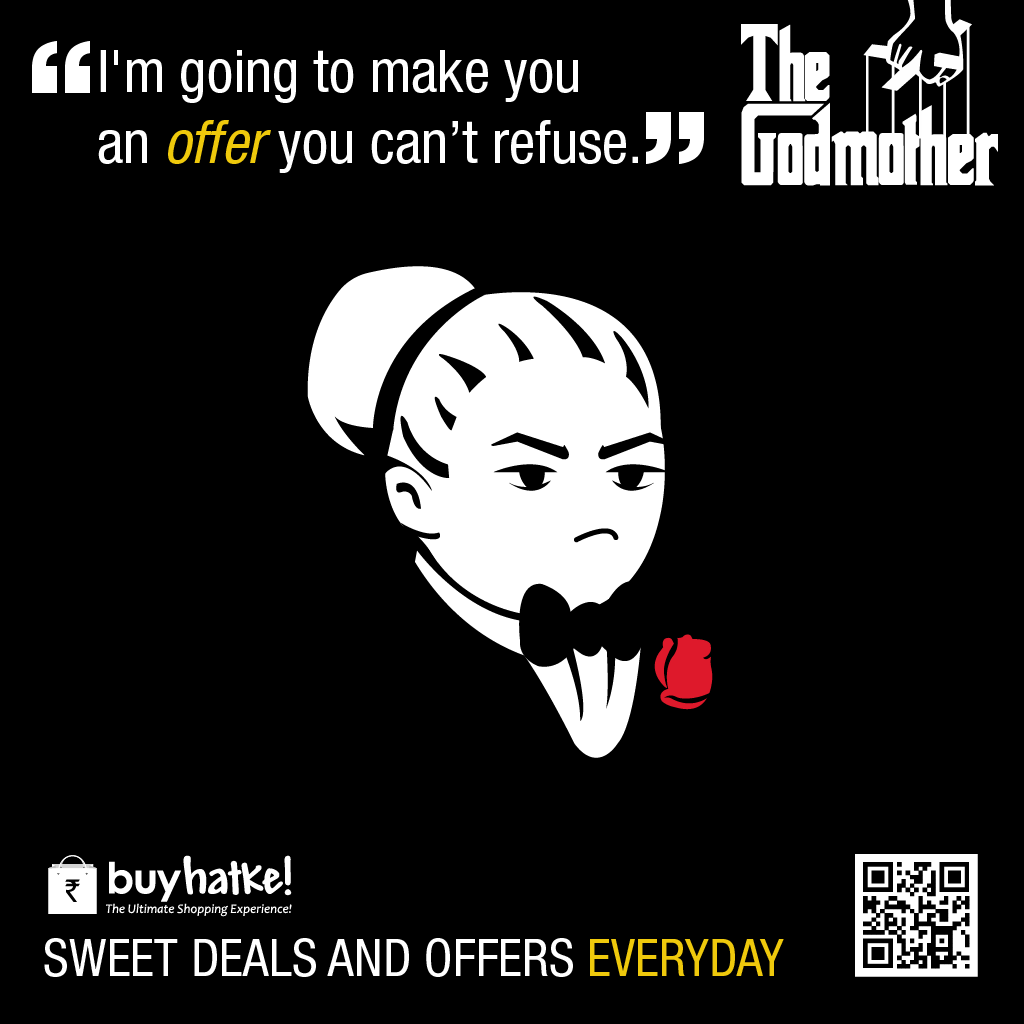 “I'm going to make you
an offer you can’t refuse.”
The
Godmother
₹
buyhatke!
The Ultimate Shopping Experience!
SWEET DEALS AND OFFERS EVERYDAY